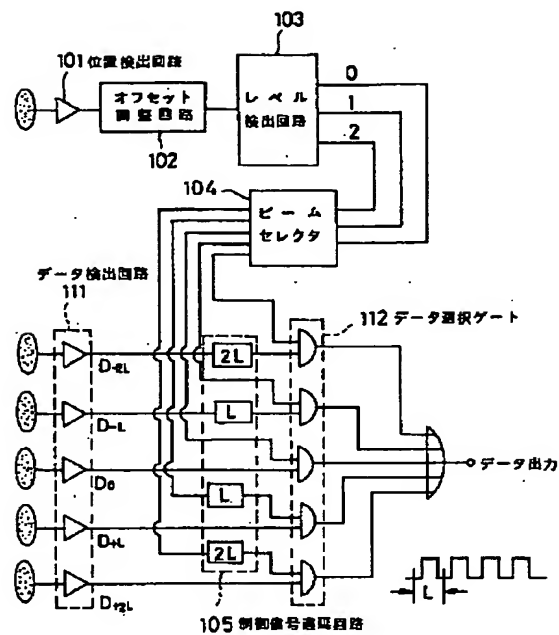 103
101 位置検出回路
オフセット
調整回路
102
レベル
検出回路
0
1
2
104
ビーム
セレクタ
データ検出回路
111
112 データ選択ゲート
D-2L
2L
D-L
L
D0
データ出力
L
D+L
2L
D+2L
L
105 制御信号遅延回路